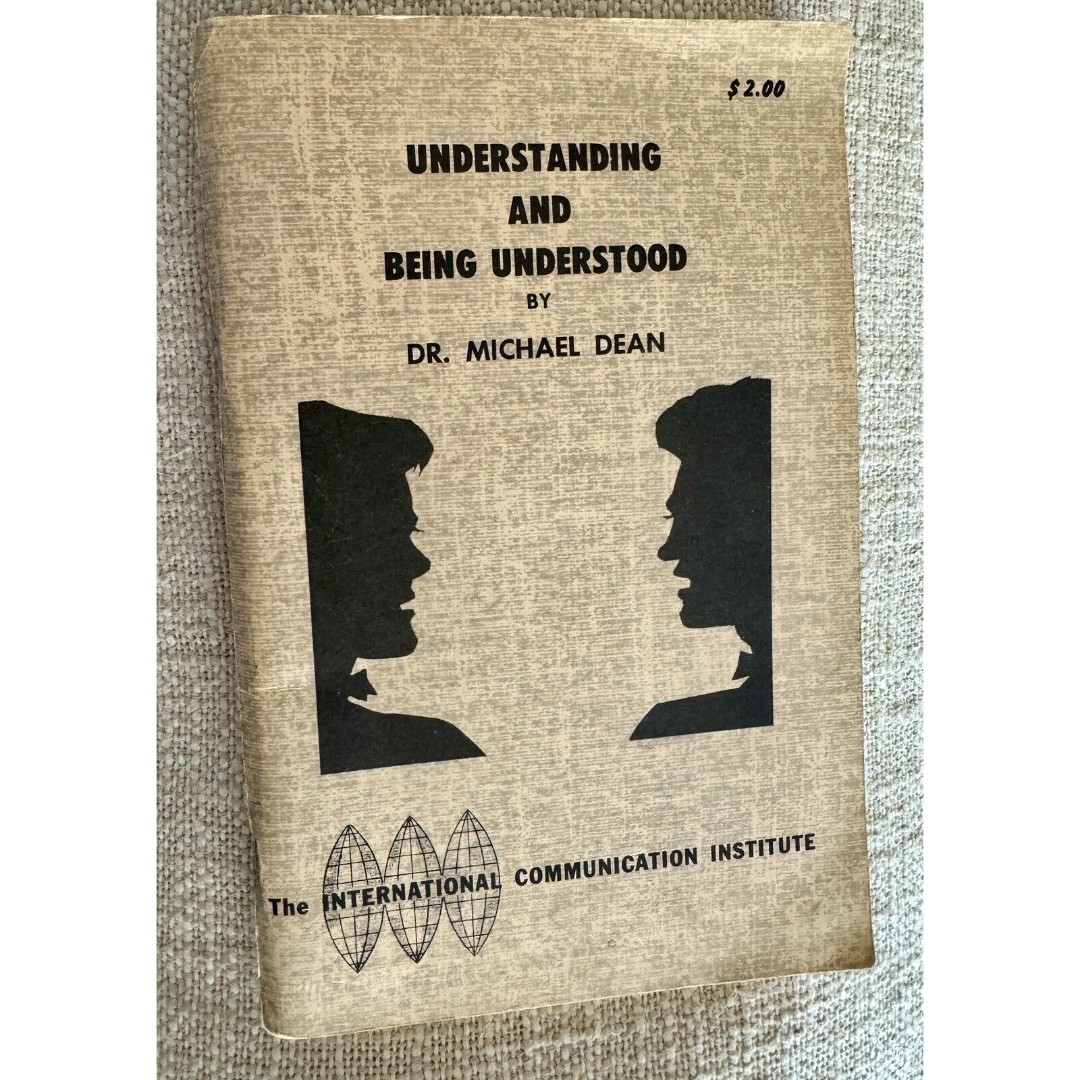 $2.00
UNDERSTANDING
AND
BEING UNDERSTOOD
BY
DR. MICHAEL DEAN
The INTERNATIONAL COMMUNICATION INSTITUTE